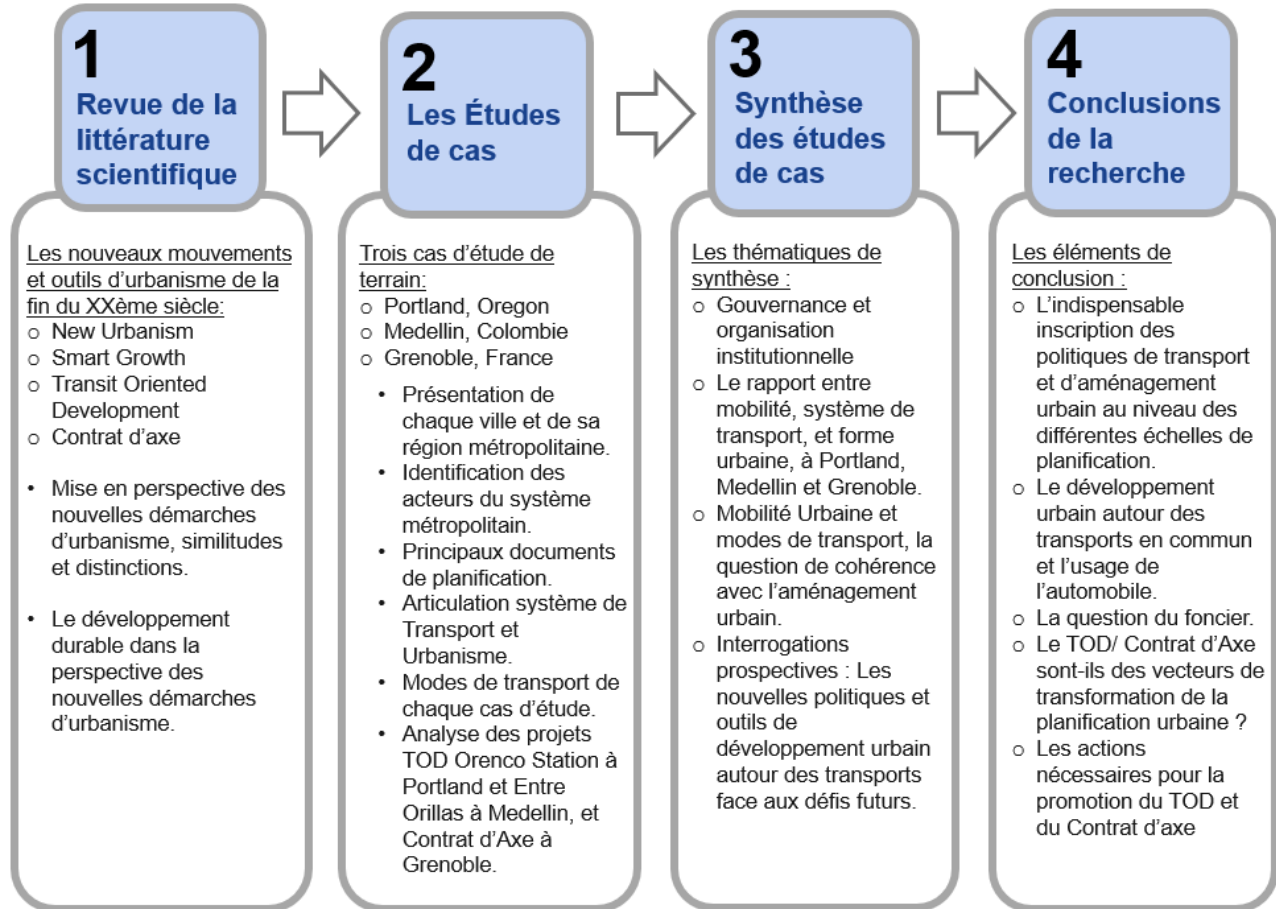 1
Revue de la
littérature
scientifique
Les nouveaux mouvements
et outils d'urbanisme de la
fin du XXème siècle:
o New Urbanism
o Smart Growth
o Transit Oriented
Development
o Contrat d'axe
• Mise en perspective des
nouvelles démarches
d'urbanisme, similitudes
et distinctions.
• Le développement
durable dans la
perspective des
nouvelles démarches
d'urbanisme.
2
Les Études
de cas
Trois cas d'étude de
terrain:
o Portland, Oregon
o Medellin, Colombie
o Grenoble, France
• Présentation de
chaque ville et de sa
région métropolitaine.
• Identification des
acteurs du système
métropolitain.
• Principaux documents
de planification.
• Articulation système de
Transport et
Urbanisme.
• Modes de transport de
chaque cas d'étude.
• Analyse des projets
TOD Orenco Station à
Portland et Entre
Orillas à Medellin, et
Contrat d'Axe à
Grenoble.
3
Synthèse
des études
de cas
Les thématiques de
synthèse :
o Gouvernance et
organisation
institutionnelle
o Le rapport entre
mobilité, système de
transport, et forme
urbaine, à Portland,
Medellin et Grenoble.
o Mobilité Urbaine et
modes de transport, la
question de cohérence
avec l'aménagement
urbain.
o Interrogations
prospectives : Les
nouvelles politiques et
outils de
développement urbain
autour des transports
face aux défis futurs.
4
Conclusions
de la
recherche
Les éléments de
conclusion :
o L'indispensable
inscription des
politiques de transport
et d'aménagement
urbain au niveau des
différentes échelles de
planification.
o Le développement
urbain autour des
transports en commun
et l'usage de
l'automobile.
o La question du foncier.
o Le TOD/ Contrat d'Axe
sont-ils des vecteurs de
transformation de la
planification urbaine ?
o Les actions
nécessaires pour la
promotion du TOD et
du Contrat d'axe